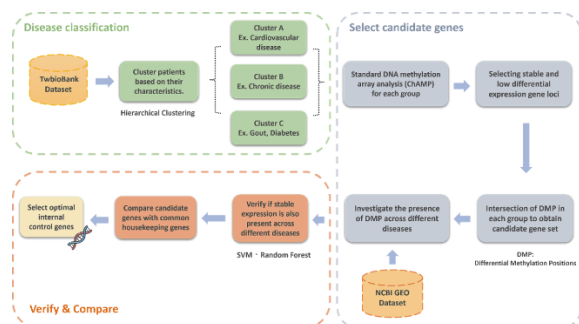 Disease classification
TwbioBank
Dataset
Cluster patients
based on their
characteristics.
Hierarchical Clustering
Cluster A
Ex. Cardiovascular
disease
Cluster B
Ex. Chronic disease
Cluster C
Ex. Gout, Diabetes
Select candidate genes
Standard DNA methylation
array analysis (ChAMP)
for each group
Selecting stable and
low differential
expression gene loci
Intersection of DMP in
each group to obtain
candidate gene set
DMP:
Differential Methylation Positions
Investigate the presence
of DMP across different
diseases
NCBI GEO
Dataset
Verify if stable
expression is also
present across
different diseases
SVM、Random Forest
Compare candidate
genes with common
housekeeping genes
Select optimal
internal
control genes
Verify & Compare